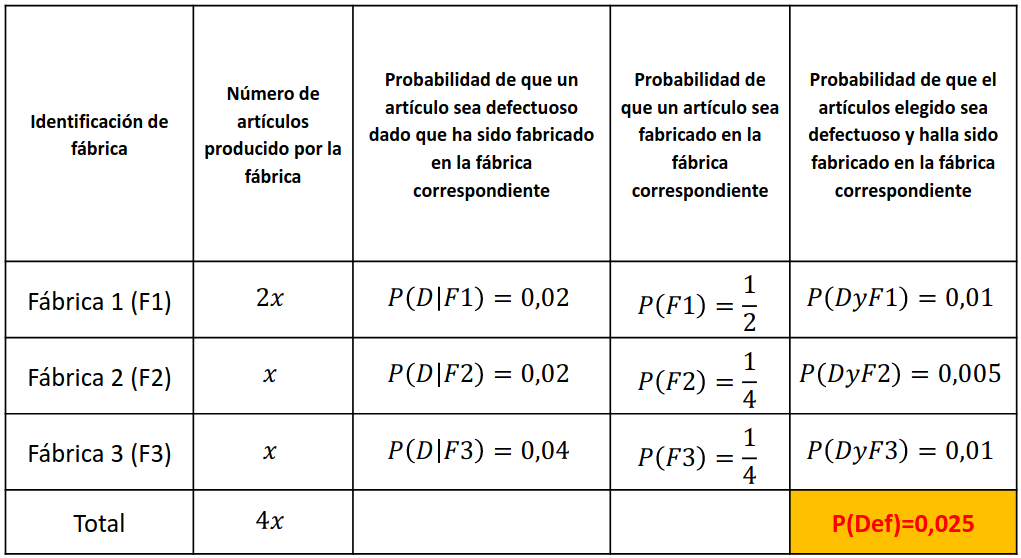 Identificación de
fábrica
Número de
artículos
producido por la
fábrica
Probabilidad de que un
artículo sea defectuoso
dado que ha sido fabricado
en la fábrica
correspondiente
Probabilidad de
que un artículo sea
fabricado en la
fábrica
correspondiente
Probabilidad de que el
artículos elegido sea
defectuoso y halla sido
fabricado en la fábrica
correspondiente
Fábrica 1 (F1)
2x
P(D|F1) = 0,02
P(F1) = 1/2
P(DyF1) = 0,01
Fábrica 2 (F2)
x
P(D|F2) = 0,02
P(F2) = 1/4
P(DyF2) = 0,005
Fábrica 3 (F3)
x
P(D|F3) = 0,04
P(F3) = 1/4
P(DyF3) = 0,01
Total
4x
P(Def)=0,025